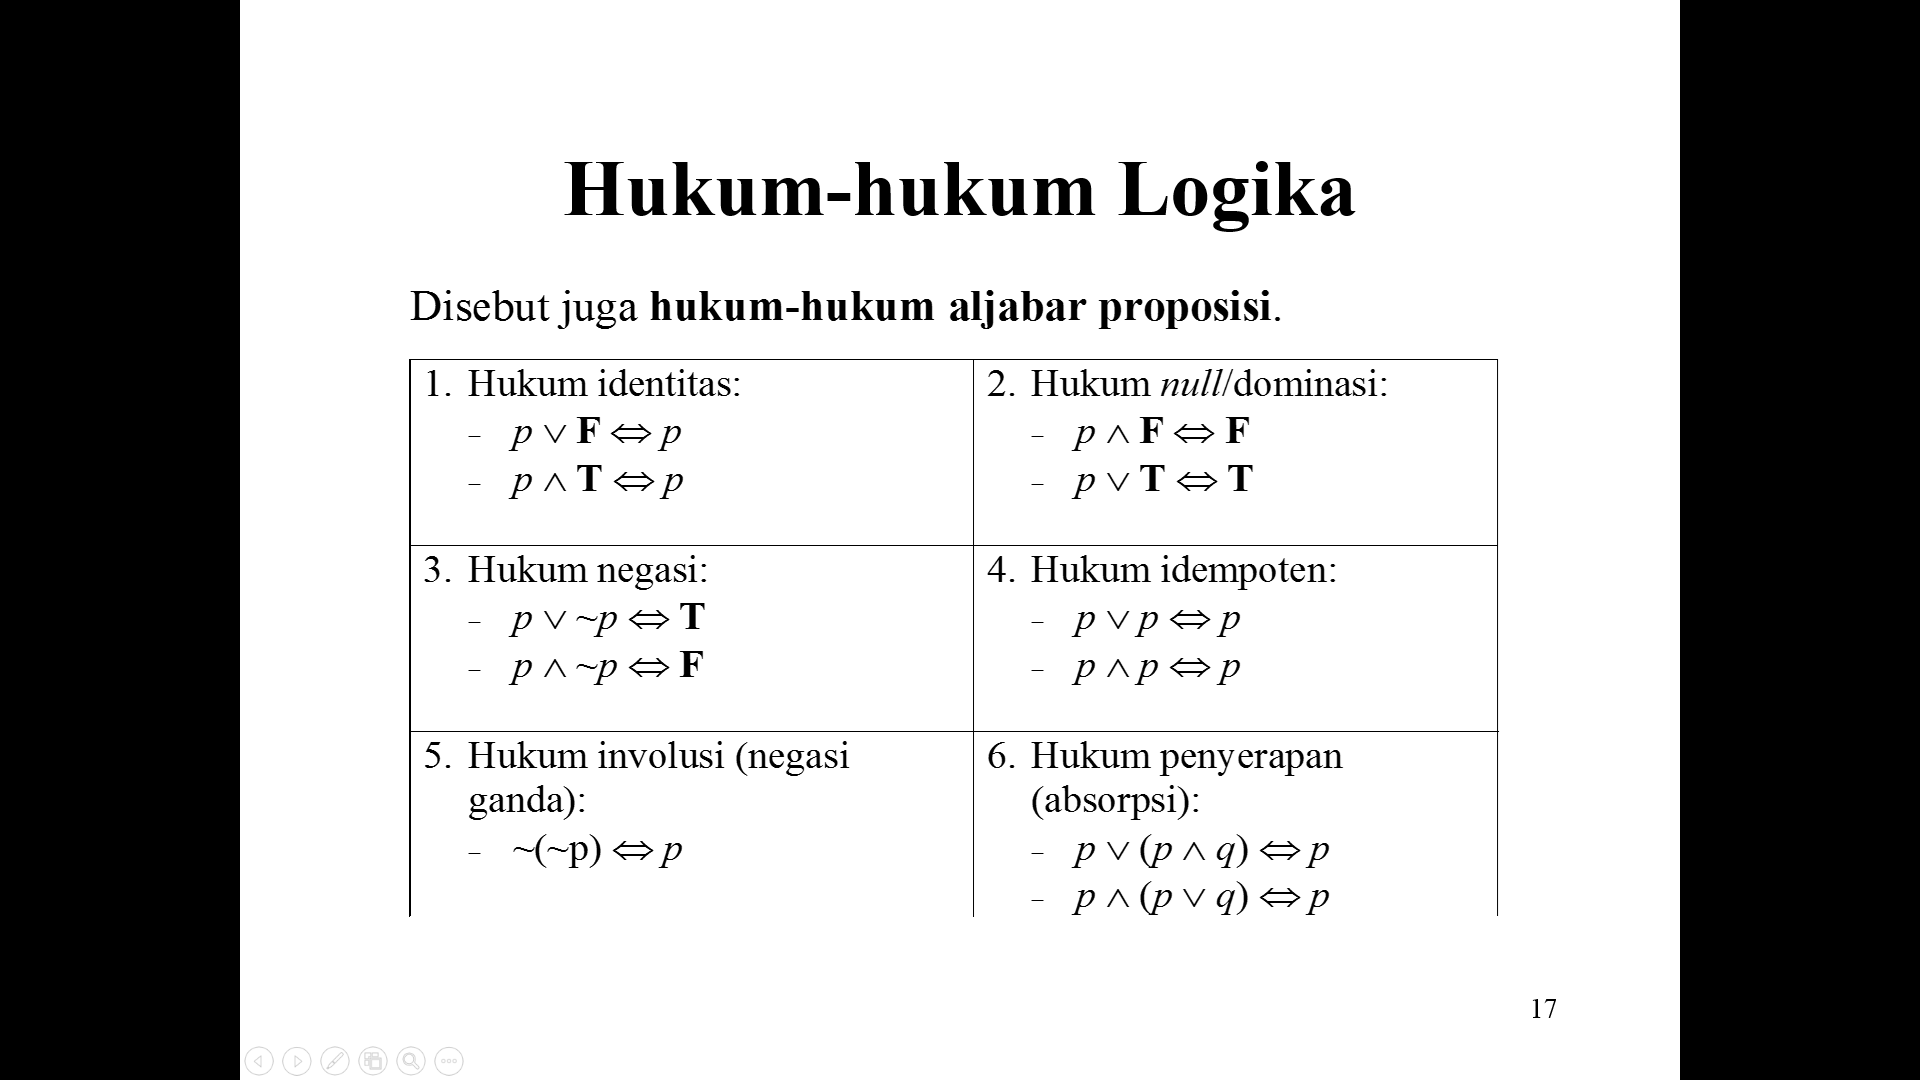 Hukum-hukum Logika
Disebut juga hukum-hukum aljabar proposisi.
1. Hukum identitas:
– p ∨ F ⇔ p
– p ∧ T ⇔ p
2. Hukum null/dominasi:
– p ∧ F ⇔ F
– p ∨ T ⇔ T
3. Hukum negasi:
– p ∨ ~p ⇔ T
– p ∧ ~p ⇔ F
4. Hukum idempoten:
– p ∨ p ⇔ p
– p ∧ p ⇔ p
5. Hukum involusi (negasi
ganda):
– ~(~p) ⇔ p
6. Hukum penyerapan
(absorpsi):
– p ∨ (p ∧ q) ⇔ p
– p ∧ (p ∨ q) ⇔ p
17